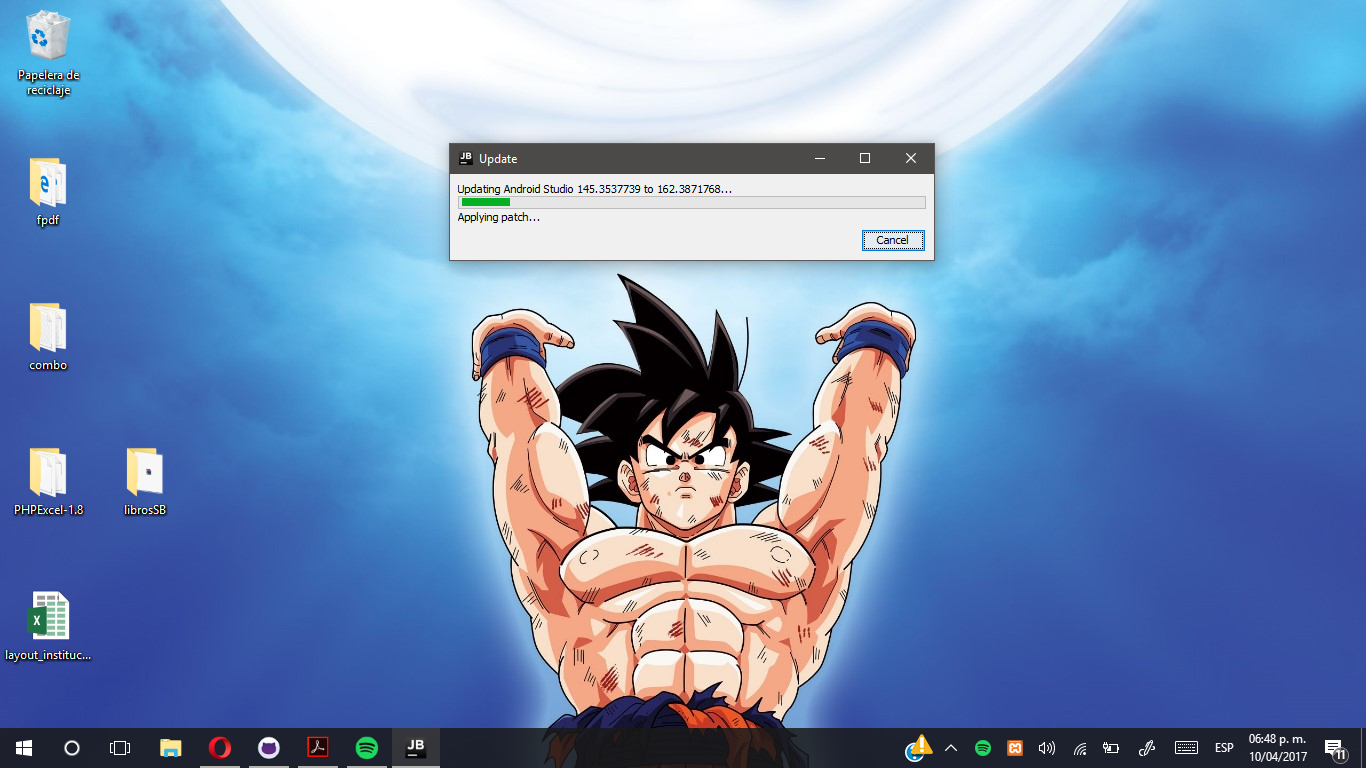 Papelera de
reciclaje
fpdf
combo
PHPExcel-1.8
librosSB
layout_instituc...
JB Update
Updating Android Studio 145.3537739 to 162.3871768...
Applying patch...
Cancel
JB
ESP
06:48 p. m.
10/04/2017
11